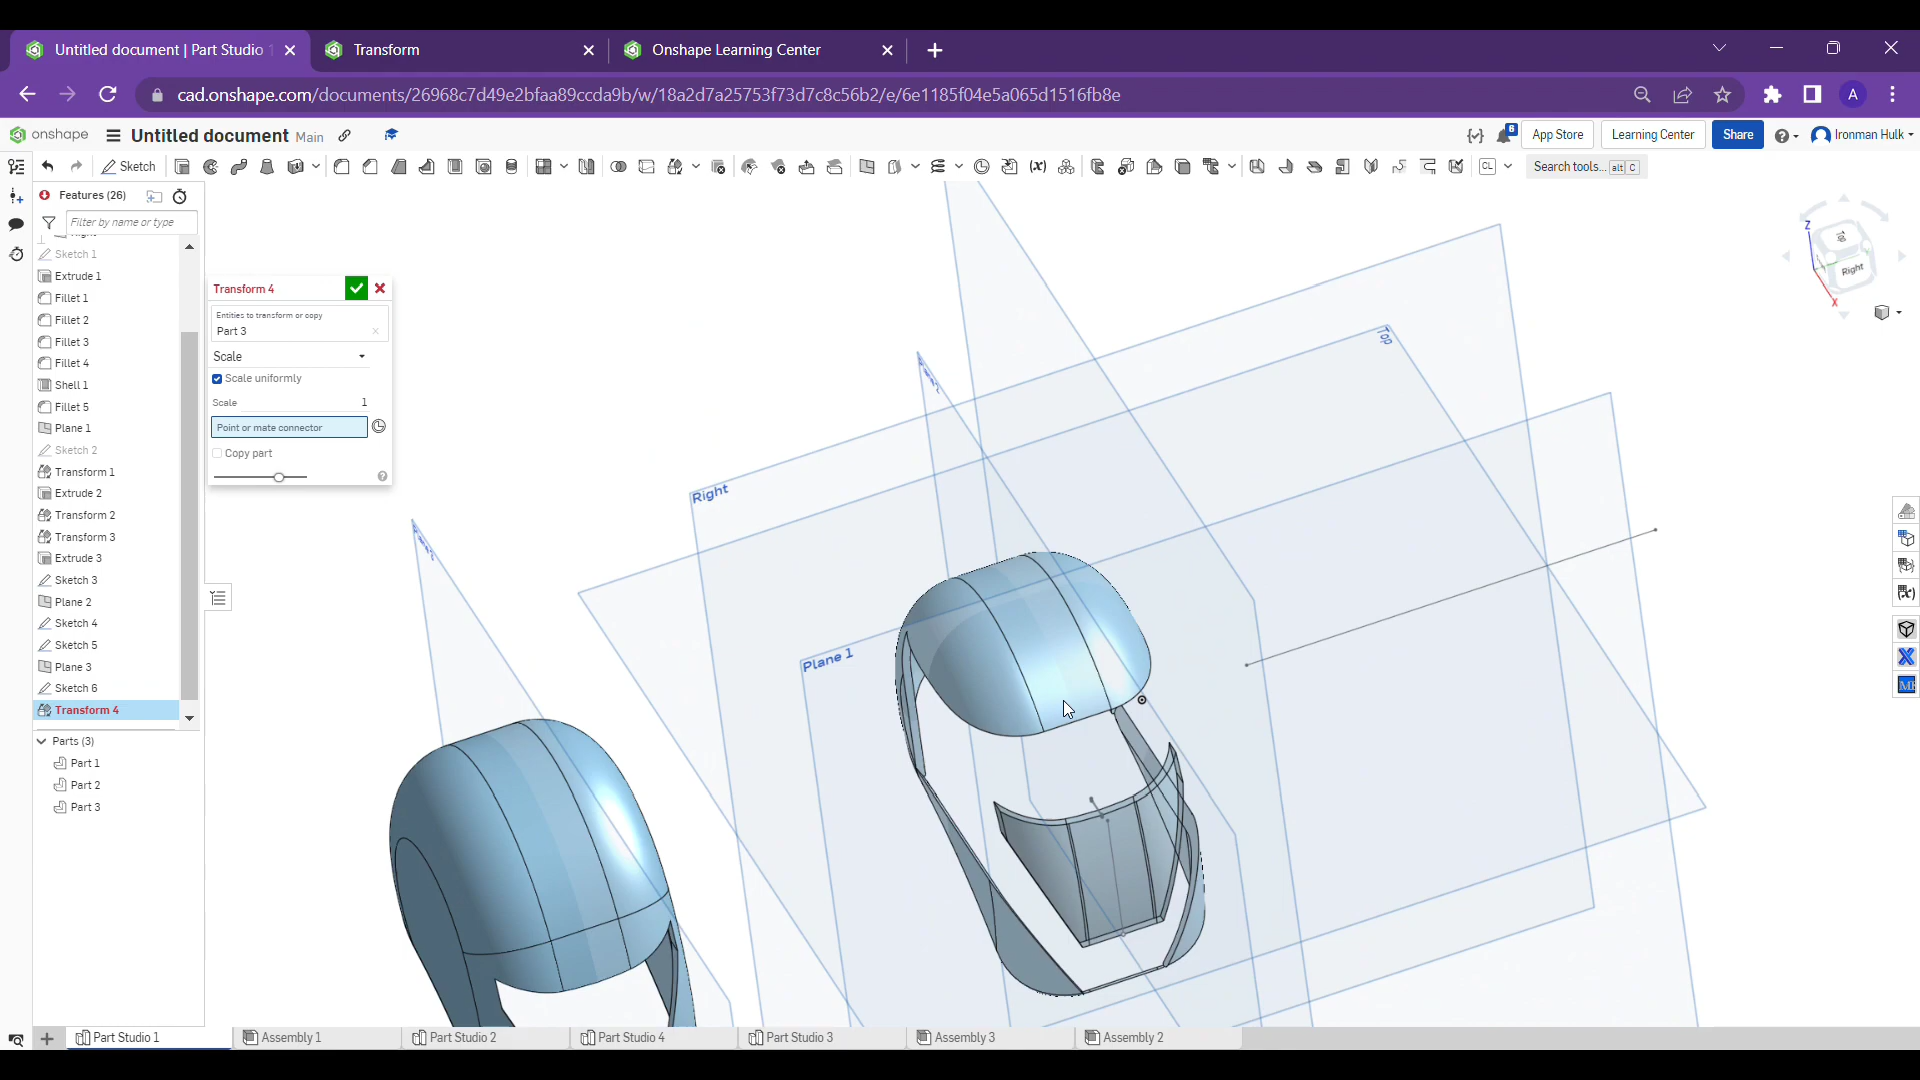 Untitled document | Part Studio 1
Transform
Onshape Learning Center
cad.onshape.com/documents/26968c7d49e2bfaa89ccda9b/w/18a2d7a25753f73d7c8c56b2/e/6e1185f04e5a065d1516fb8e
A
onshape
Untitled document Main
6
App Store
Learning Center
Share
Ironman Hulk
Sketch
CL
Search tools... alt C
Features (26)
Filter by name or type
Sketch 1
Extrude 1
Fillet 1
Fillet 2
Fillet 3
Fillet 4
Shell 1
Fillet 5
Plane 1
Sketch 2
Transform 1
Extrude 2
Transform 2
Transform 3
Extrude 3
Sketch 3
Plane 2
Sketch 4
Sketch 5
Plane 3
Sketch 6
Transform 4
Parts (3)
Part 1
Part 2
Part 3
Transform 4
Entities to transform or copy
Part 3
Scale
Scale uniformly
Scale 1
Point or mate connector
Copy part
Top
Right
Plane 1
Z
Top
Right
X
Part Studio 1
Assembly 1
Part Studio 2
Part Studio 4
Part Studio 3
Assembly 3
Assembly 2